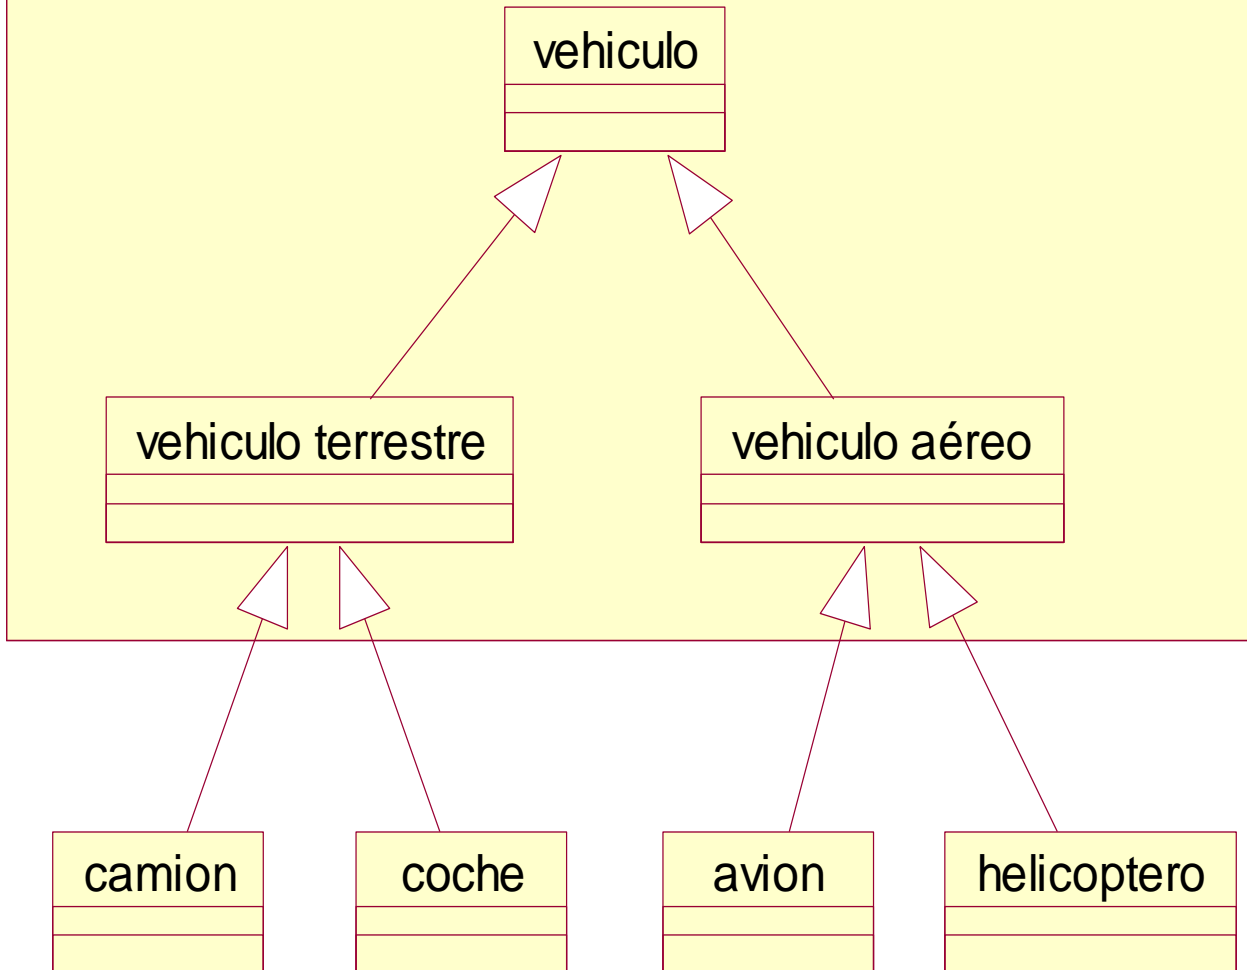 vehiculo
vehiculo terrestre
vehiculo aéreo
camion
coche
avion
helicoptero